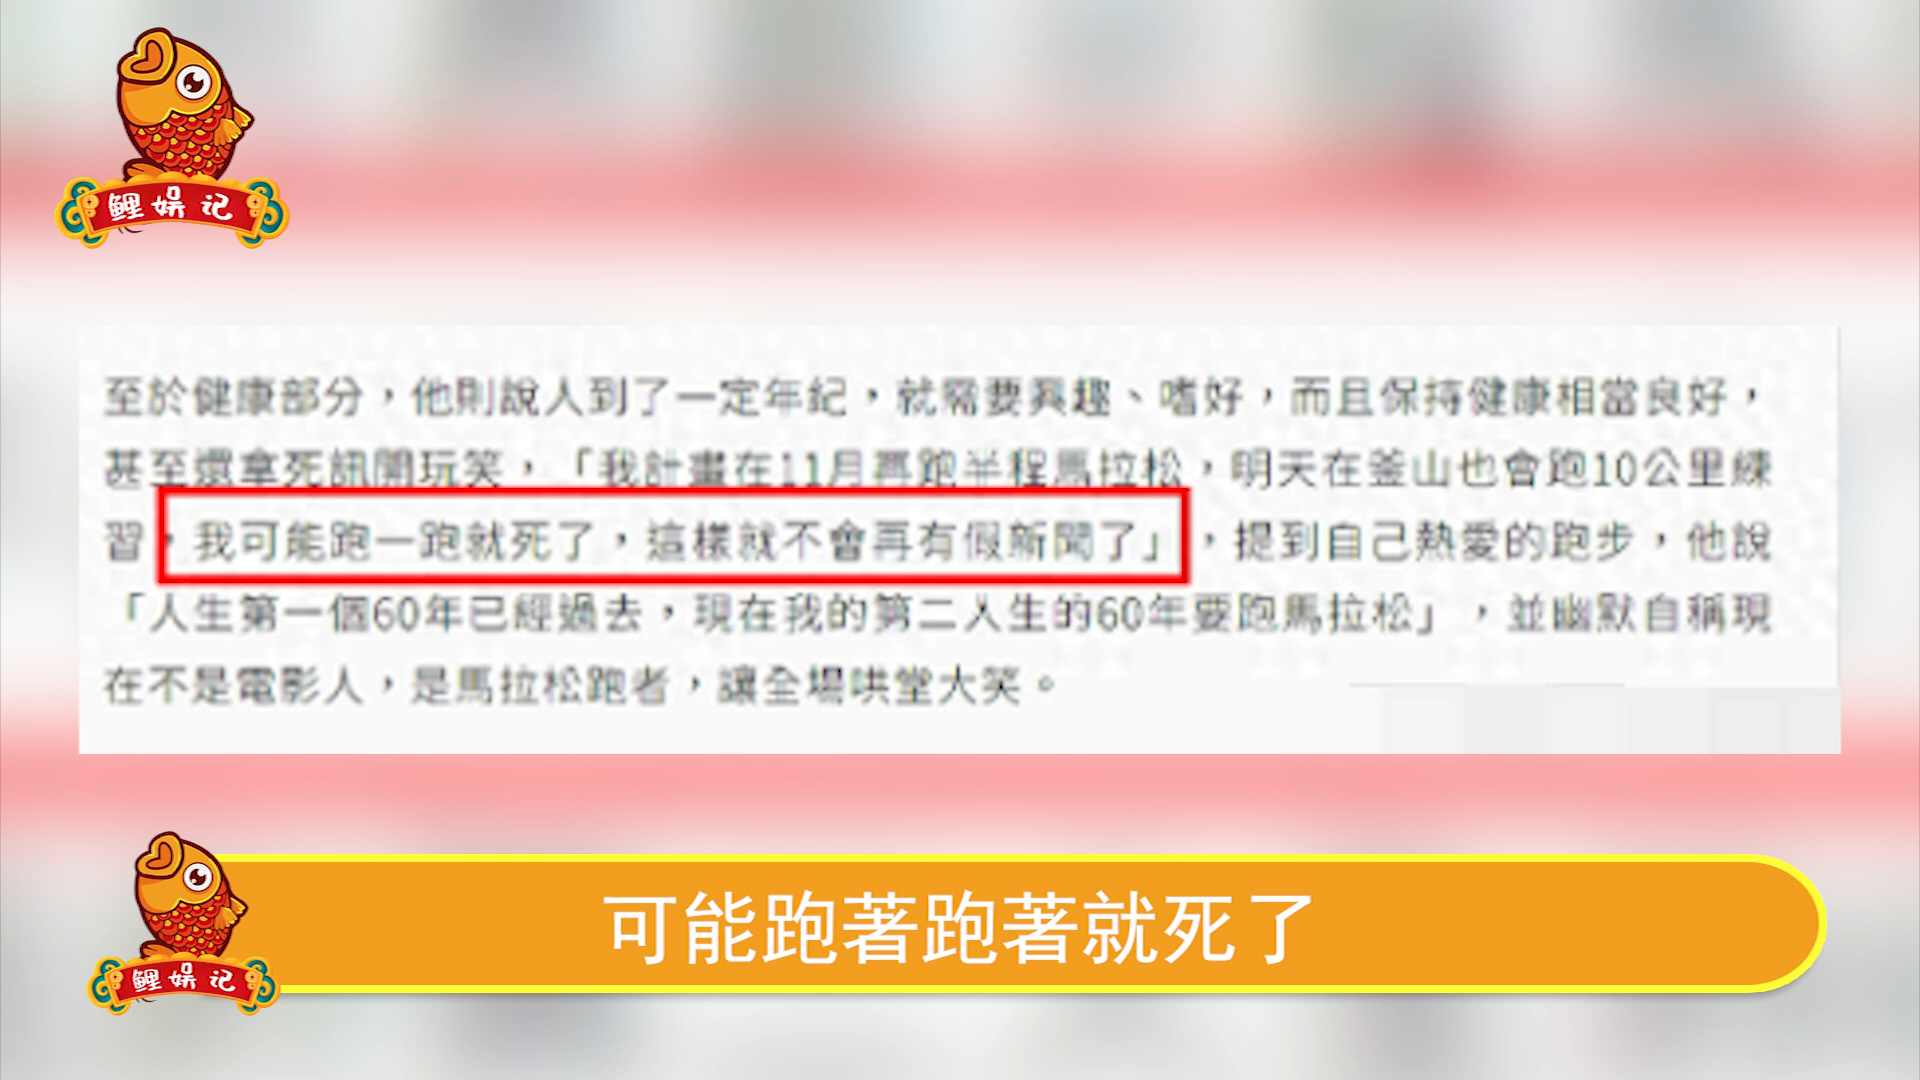 鲤娱记
至於健康部分，他則說人到了一定年紀，就需要興趣、嗜好，而且保持健康相當良好，
甚至還拿死訊開玩笑，「我計畫在11月再跑半程馬拉松，明天在釜山也會跑10公里練
習，我可能跑一跑就死了，這樣就不會再有假新聞了」，提到自己熱愛的跑步，他說
「人生第一個60年已經過去，現在我的第二人生的60年要跑馬拉松」，並幽默自稱現
在不是電影人，是馬拉松跑者，讓全場哄堂大笑。
可能跑著跑著就死了
鲤娱记